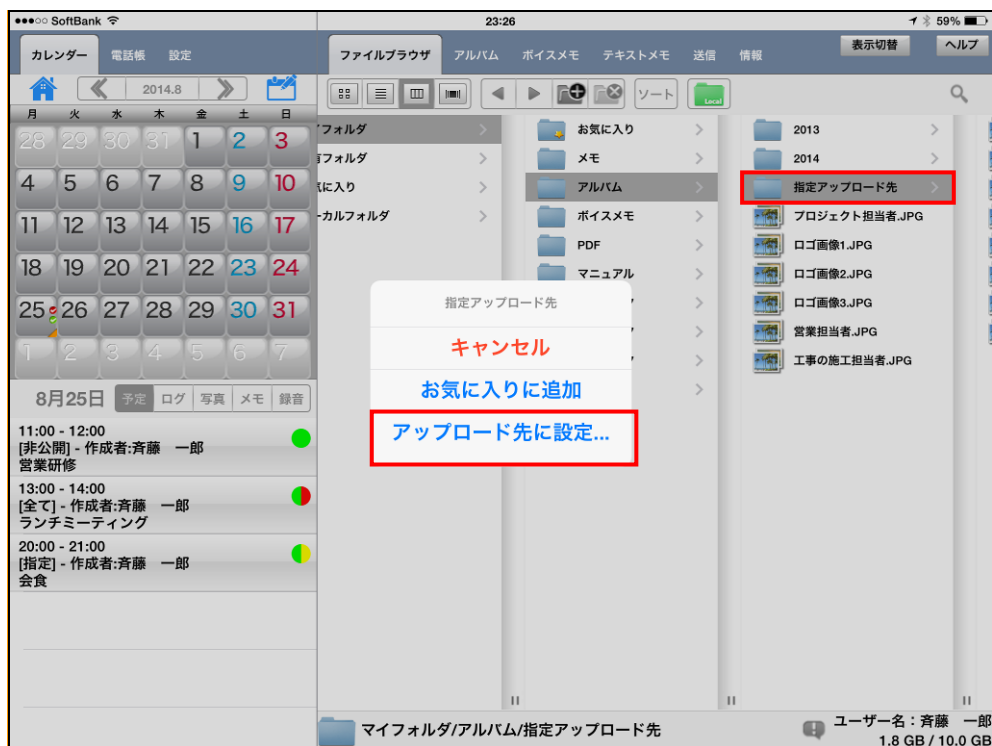 ●●●○○ SoftBank
23:26
59%
カレンダー 電話帳 設定
ファイルブラウザ アルバム ボイスメモ テキストメモ 送信 情報
表示切替 ヘルプ
2014.8
ソート
Local
月 火 水 木 金 土 日
28 29 30 31 1 2 3
4 5 6 7 8 9 10
11 12 13 14 15 16 17
18 19 20 21 22 23 24
25 26 27 28 29 30 31
1 2 3 4 5 6 7
8月25日 予定 ログ 写真 メモ 録音
11:00 - 12:00
[非公開] - 作成者:斉藤 一郎
営業研修
13:00 - 14:00
[全て] - 作成者:斉藤 一郎
ランチミーティング
20:00 - 21:00
[指定] - 作成者:斉藤 一郎
会食
フォルダ
フォルダ
に入り
ーカルフォルダ
お気に入り
メモ
アルバム
ボイスメモ
PDF
マニュアル
2013
2014
指定アップロード先
プロジェクト担当者.JPG
ロゴ画像1.JPG
ロゴ画像2.JPG
ロゴ画像3.JPG
営業担当者.JPG
工事の施工担当者.JPG
指定アップロード先
キャンセル
お気に入りに追加
アップロード先に設定...
マイフォルダ/アルバム/指定アップロード先
ユーザー名：斉藤 一郎
1.8 GB / 10.0 GB